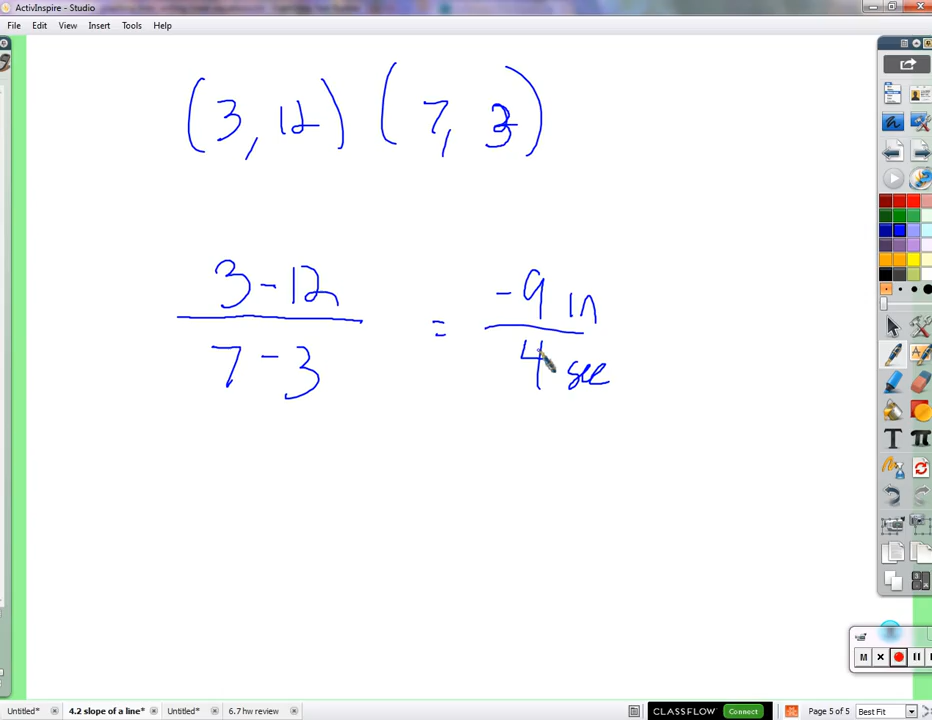 ActivInspire - Studio
File Edit View Insert Tools Help
(3, 12) (7, 3)
3 - 12
7 - 3
=
-9 in
4 sec
M
Untitled* 4.2 slope of a line* Untitled* 6.7 hw review
CLASSFLOW Connect
Page 5 of 5 Best Fit